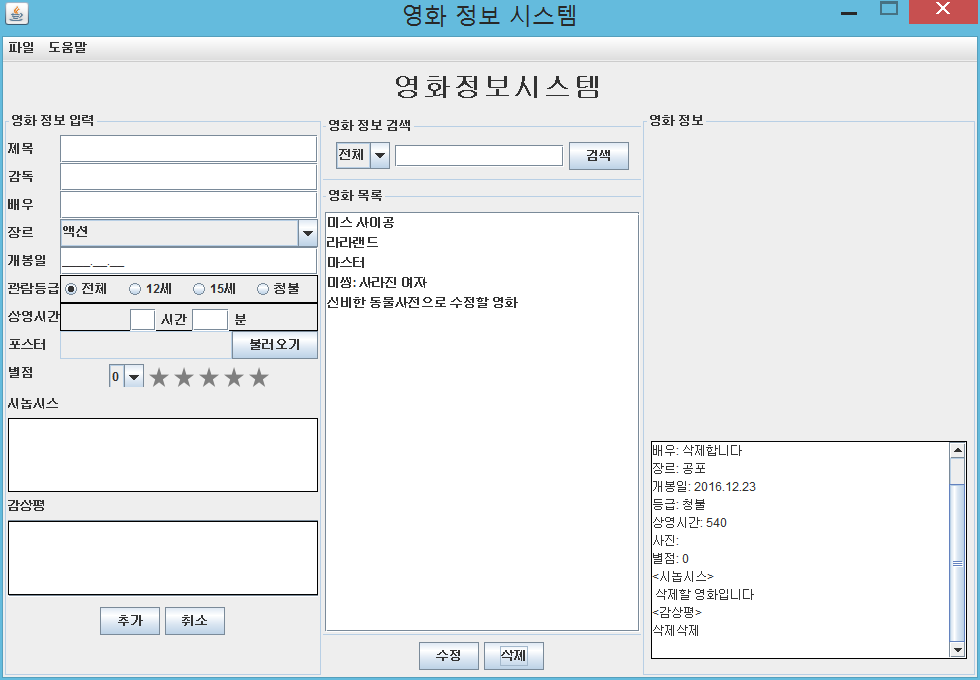 영화 정보 시스템
파일 도움말
영화정보시스템
영화 정보 입력
제목
감독
배우
장르 액션
개봉일 ____.__.__
관람등급 전체 12세 15세 청불
상영시간 시간 분
포스터 불러오기
별점 0 ★★★★★
시놉시스
감상평
추가 취소
영화 정보 검색
전체 검색
영화 목록
미스 사이공
라라랜드
마스터
미씽: 사라진 여자
신비한 동물사전으로 수정할 영화
수정 삭제
영화 정보
배우: 삭제합니다
장르: 공포
개봉일: 2016.12.23
등급: 청불
상영시간: 540
사진:
별점: 0
<시놉시스>
삭제할 영화입니다
<감상평>
삭제삭제